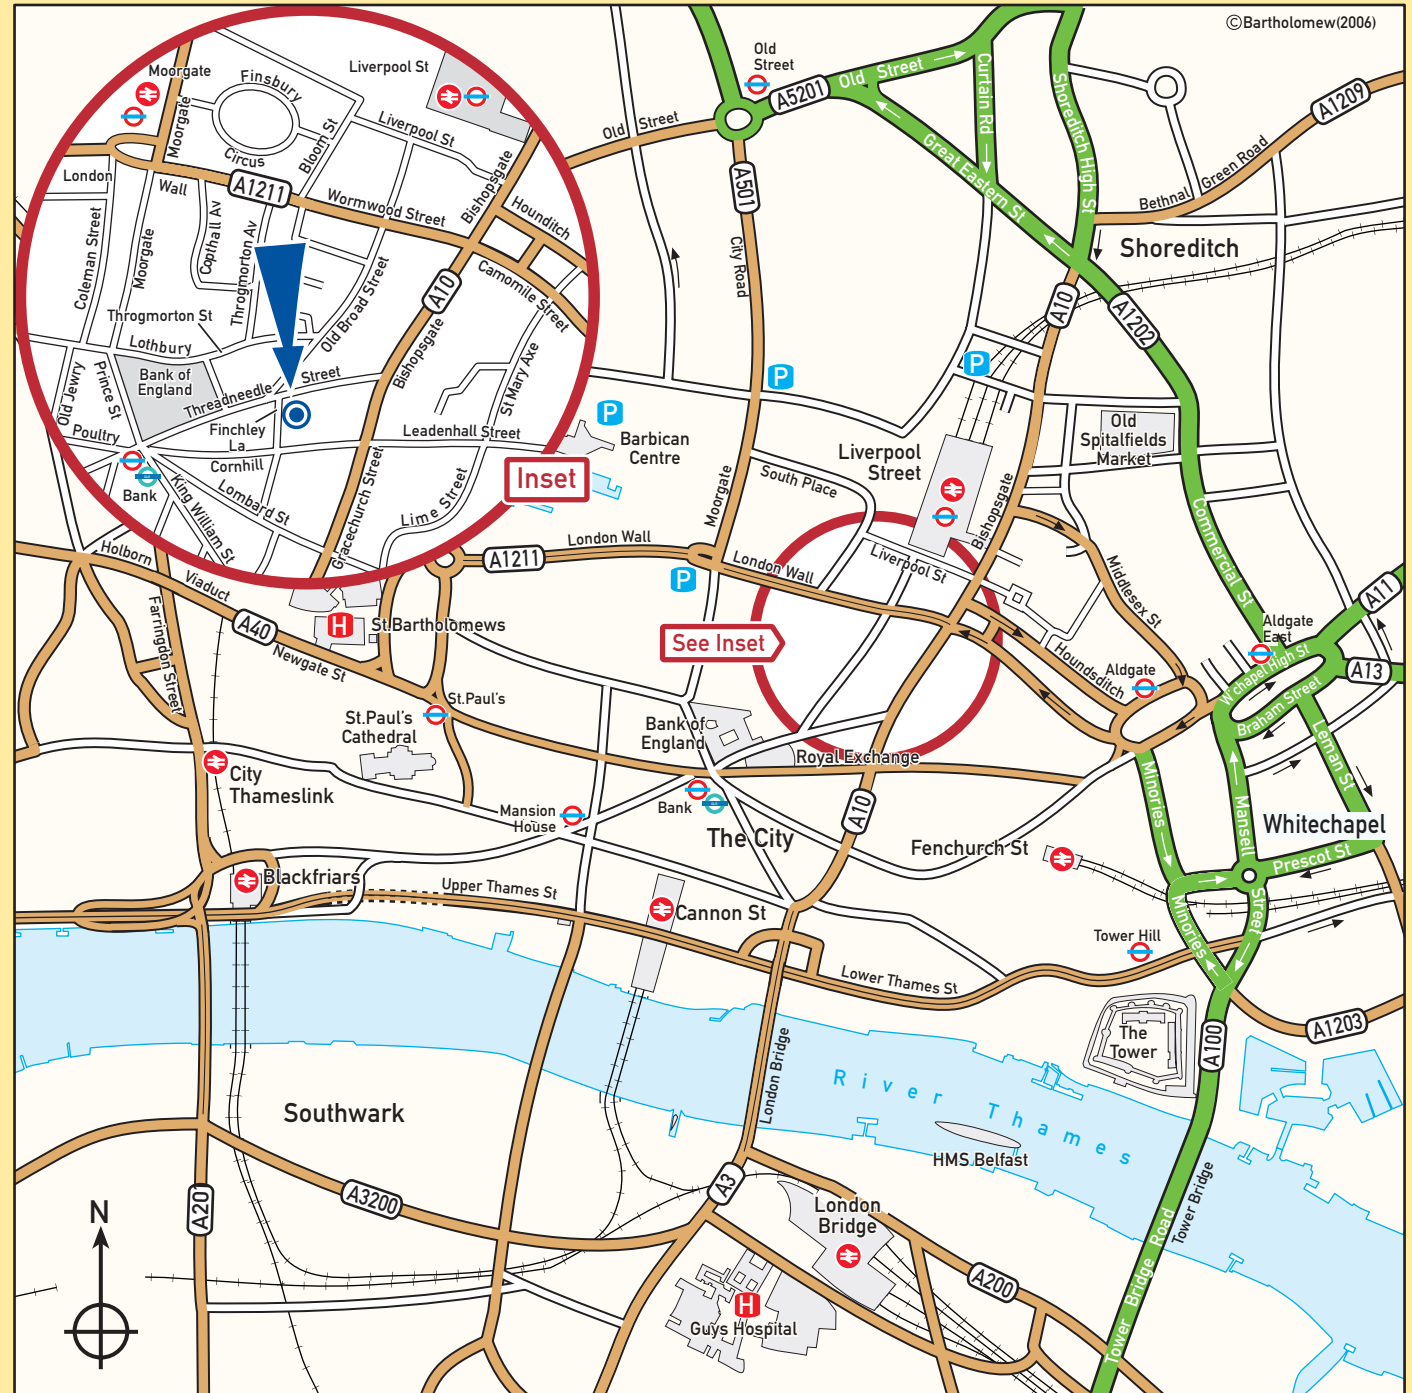 ©Bartholomew(2006)
Moorgate
Finsbury
Circus
Liverpool St
Moorgate
Bloom St
Liverpool St
Bishopsgate
London
Wall
A1211
Wormwood Street
Hounditch
Coleman Street
Moorgate
Copthall Av
Throgmorton Av
Camomile Street
A10
Throgmorton St
Old Broad Street
Bishopsgate
Lothbury
Bank of
England
Prince St
Old Jewry
Threadneedle
Street
St Mary Axe
Poultry
Finchley
La
Leadenhall Street
Cornhill
Bank
King William St
Lombard St
Gracechurch Street
Lime Street
Inset
Old
Street
Old Street
A5201
Old Street
Curtain Rd
Shoreditch High St
A1209
Great Eastern St
Bethnal Green Road
A501
City Road
Shoreditch
A10
A1202
P
P
P
Barbican
Centre
Old
Spitalfields
Market
Liverpool
Street
South Place
Moorgate
Bishopsgate
Commercial St
London Wall
A1211
London Wall
P
Liverpool St
Middlesex St
Holborn
Viaduct
Farringdon Street
A40
Newgate St
H
St.Bartholomews
See Inset
Houndsditch
Aldgate
Aldgate
East
A11
A13
W'chapel High St
Braham Street
Leman St
St.Paul's
St.Paul's
Cathedral
Bank of
England
Royal Exchange
City
Thameslink
Mansion
House
Bank
The City
A10
Minories
Mansell
Street
Whitechapel
Fenchurch St
Prescot St
Blackfriars
Upper Thames St
Cannon St
Minories
Tower Hill
Lower Thames St
The
Tower
A100
A1203
London Bridge
River Thames
HMS Belfast
Southwark
Tower Bridge
Tower Bridge Road
N
A201
A3200
A3
London
Bridge
A200
H
Guys Hospital